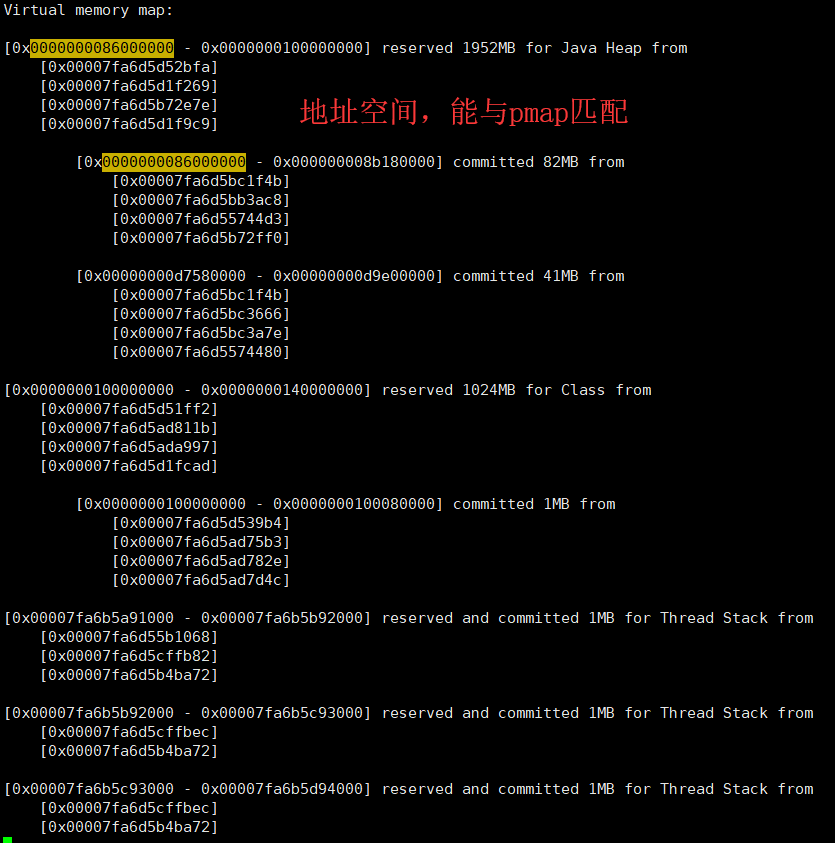 Virtual memory map:
[0x0000000086000000 - 0x0000000100000000] reserved 1952MB for Java Heap from
[0x00007fa6d5d52bfa]
[0x00007fa6d5d1f269]
[0x00007fa6d5b72e7e]
[0x00007fa6d5d1f9c9]
地址空间，能与pmap匹配
[0x0000000086000000 - 0x000000008b180000] committed 82MB from
[0x00007fa6d5bc1f4b]
[0x00007fa6d5bb3ac8]
[0x00007fa6d55744d3]
[0x00007fa6d5b72ff0]
[0x00000000d7580000 - 0x00000000d9e00000] committed 41MB from
[0x00007fa6d5bc1f4b]
[0x00007fa6d5bc3666]
[0x00007fa6d5bc3a7e]
[0x00007fa6d5574480]
[0x0000000100000000 - 0x0000000140000000] reserved 1024MB for Class from
[0x00007fa6d5d51ff2]
[0x00007fa6d5ad811b]
[0x00007fa6d5ada997]
[0x00007fa6d5d1fcad]
[0x0000000100000000 - 0x0000000100080000] committed 1MB from
[0x00007fa6d5d539b4]
[0x00007fa6d5ad75b3]
[0x00007fa6d5ad782e]
[0x00007fa6d5ad7d4c]
[0x00007fa6b5a91000 - 0x00007fa6b5b92000] reserved and committed 1MB for Thread Stack from
[0x00007fa6d55b1068]
[0x00007fa6d5cffb82]
[0x00007fa6d5b4ba72]
[0x00007fa6b5b92000 - 0x00007fa6b5c93000] reserved and committed 1MB for Thread Stack from
[0x00007fa6d5cffbec]
[0x00007fa6d5b4ba72]
[0x00007fa6b5c93000 - 0x00007fa6b5d94000] reserved and committed 1MB for Thread Stack from
[0x00007fa6d5cffbec]
[0x00007fa6d5b4ba72]